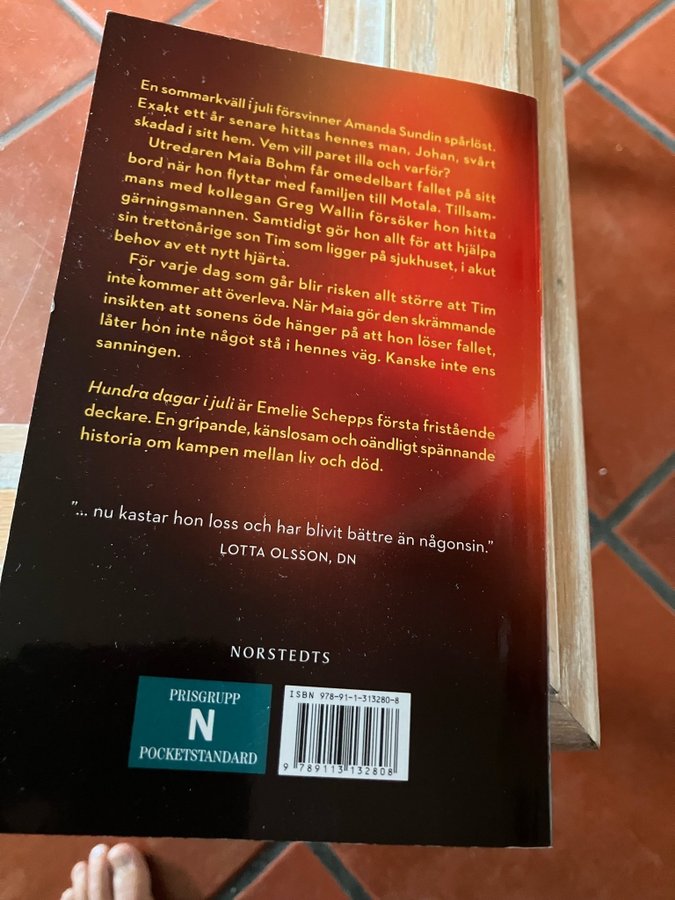 En sommarkväll i juli försvinner Amanda Sundin spårlöst.
Exakt ett år senare hittas hennes man, Johan, svårt
skadad i sitt hem. Vem vill paret illa och varför?
Utredaren Maia Bohm får omedelbart fallet på sitt
bord när hon flyttar med familjen till Motala. Tillsam-
mans med kollegan Greg Wallin försöker hon hitta
gärningsmannen. Samtidigt gör hon allt för att hjälpa
sin trettonårige son Tim som ligger på sjukhuset, i akut
behov av ett nytt hjärta.
För varje dag som går blir risken allt större att Tim
inte kommer att överleva. När Maia gör den skrämmande
insikten att sonens öde hänger på att hon löser fallet,
låter hon inte något stå i hennes väg. Kanske inte ens
sanningen.
Hundra dagar i juli är Emelie Schepps första fristående
deckare. En gripande, känslosam och oändligt spännande
historia om kampen mellan liv och död.
"... nu kastar hon loss och har blivit bättre än någonsin."
LOTTA OLSSON, DN
NORSTEDTS
PRISGRUPP
N
POCKETSTANDARD
ISBN 978-91-1-313280-8
9 789113 132808